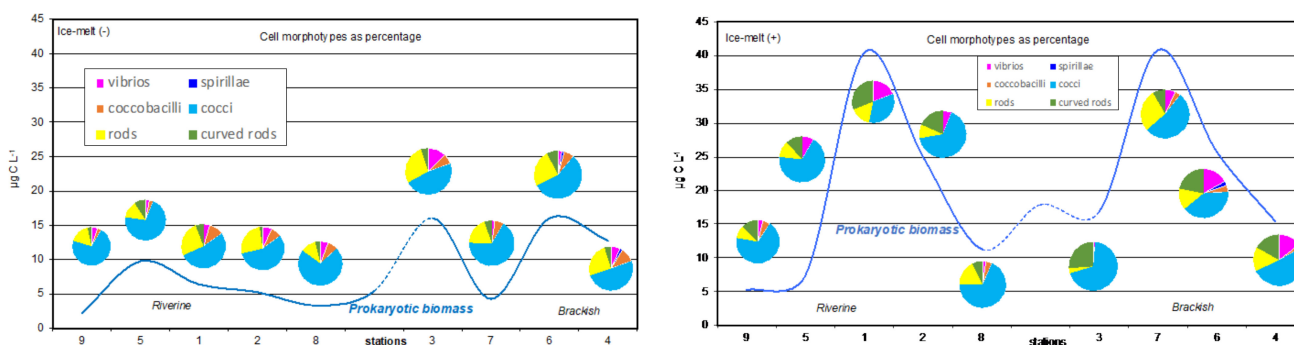 45
40
35
30
25
20
15
10
5
0
µg C L-1
Ice-melt (-)
Cell morphotypes as percentage
vibrios spirillae
coccobacilli cocci
rods curved rods
Riverine
Prokaryotic biomass
Brackish
9 5 1 2 8 stations 3 7 6 4
45
40
35
30
25
20
15
10
5
0
µg C L-1
Ice-melt (+)
Cell morphotypes as percentage
vibrios spirillae
coccobacilli cocci
rods curved rods
Prokaryotic biomass
Riverine
Brackish
9 5 1 2 8 stations 3 7 6 4